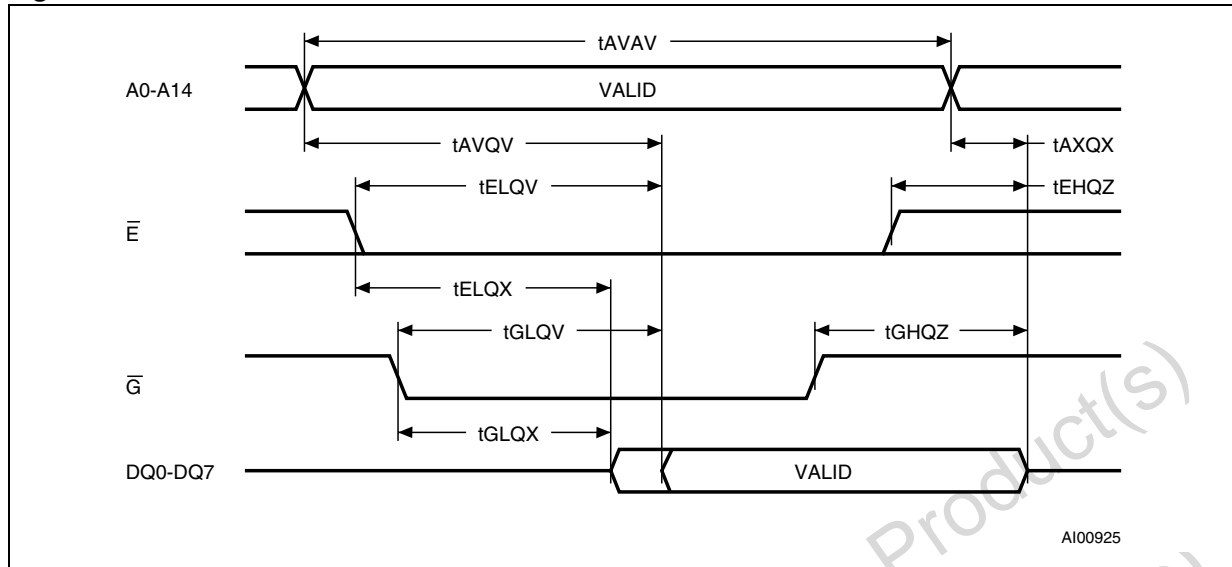 tAVAV
A0-A14
VALID
tAVQV
tAXQX
tELQV
tEHQZ
E
tELQX
tGLQV
tGHQZ
G
tGLQX
DQ0-DQ7
VALID
AI00925
Product(s)